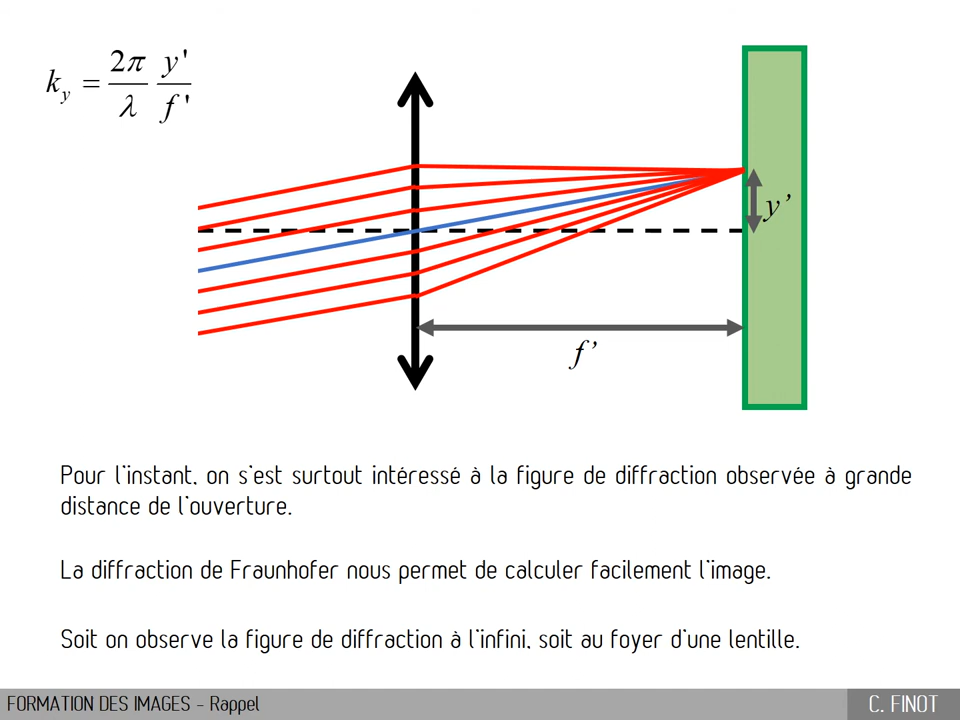 k_y = 2π/λ y'/f'
y'
f'
Pour l'instant, on s'est surtout intéressé à la figure de diffraction observée à grande
distance de l'ouverture.
La diffraction de Fraunhofer nous permet de calculer facilement l'image.
Soit on observe la figure de diffraction à l'infini, soit au foyer d'une lentille.
FORMATION DES IMAGES - Rappel
C. FINOT